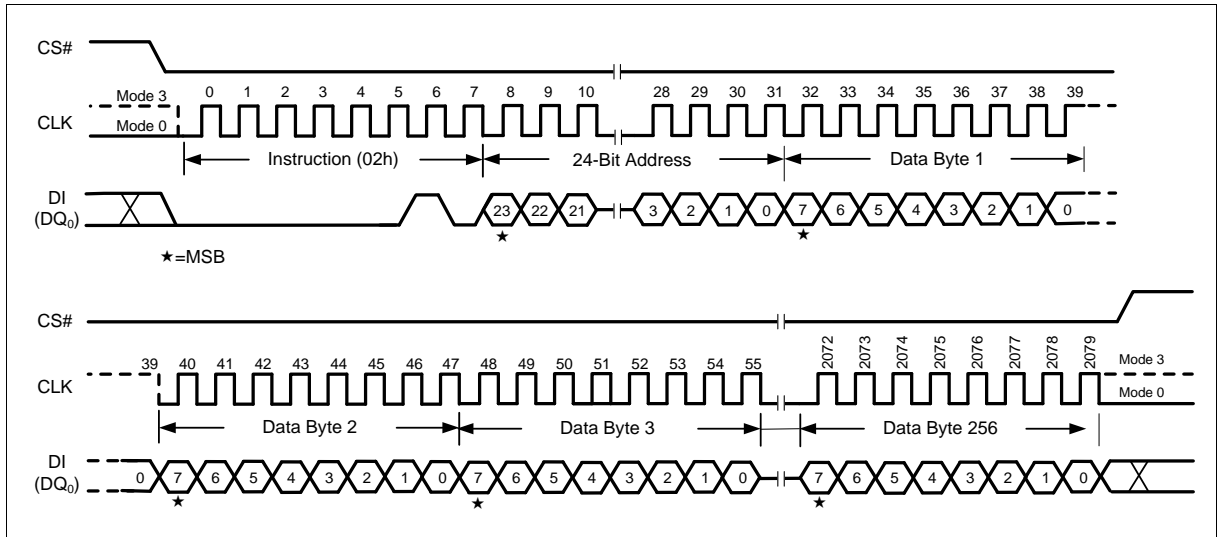 CS#
Mode 3 0 1 2 3 4 5 6 7 8 9 10 28 29 30 31 32 33 34 35 36 37 38 39
CLK
Mode 0
Instruction (02h) 24-Bit Address Data Byte 1
DI
(DQ₀)
23 22 21 3 2 1 0 7 6 5 4 3 2 1 0
★ ★
★=MSB
CS#
39 40 41 42 43 44 45 46 47 48 49 50 51 52 53 54 55 2072 2073 2074 2075 2076 2077 2078 2079
Mode 3
CLK
Mode 0
Data Byte 2 Data Byte 3 Data Byte 256
DI
(DQ₀)
0 7 6 5 4 3 2 1 0 7 6 5 4 3 2 1 0 7 6 5 4 3 2 1 0
★ ★ ★